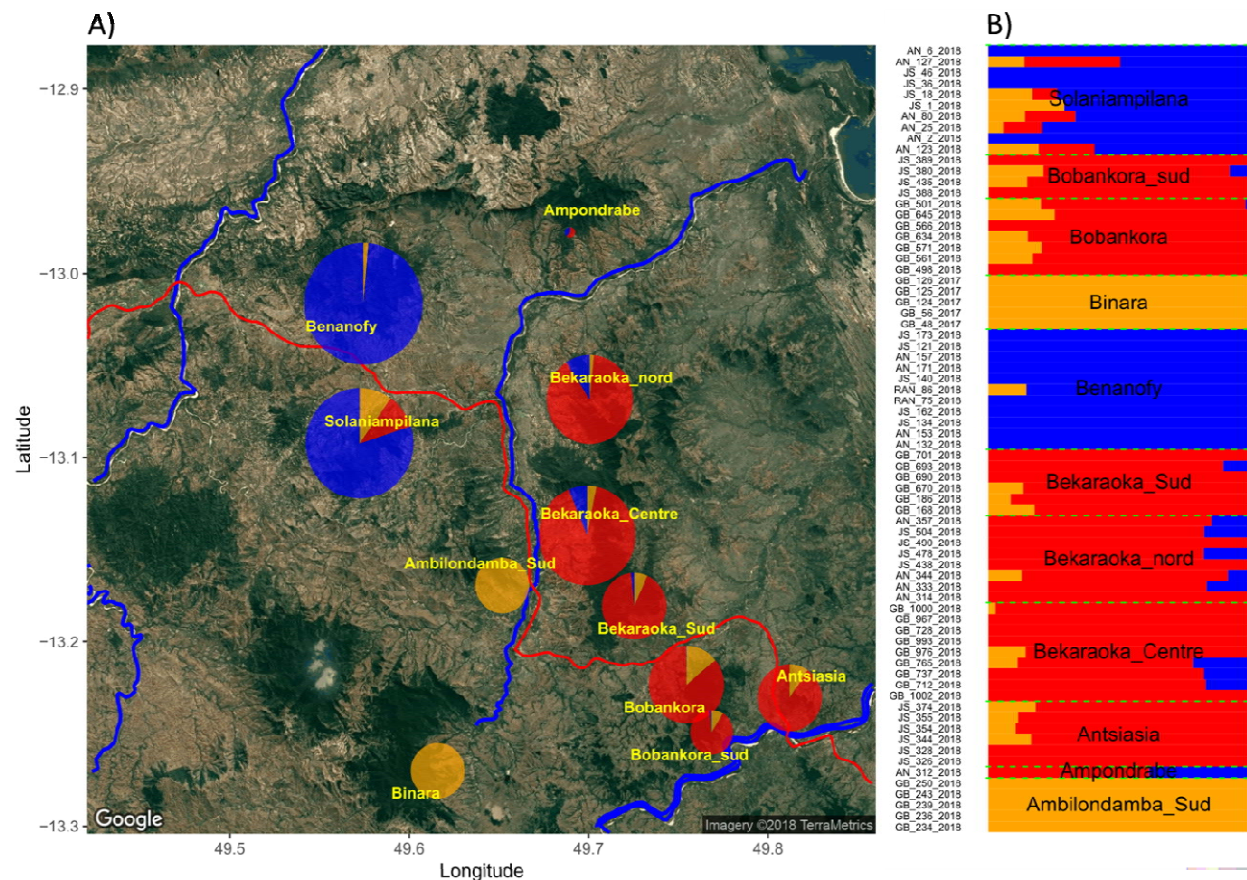 A)
B)
−12.9
−13.0
−13.1
−13.2
−13.3
Latitude
Ampondrabe
Benanofy
Bekaraoka_nord
Solaniampilana
Bekaraoka_Centre
Ambilondamba_Sud
Bekaraoka_Sud
Antsiasia
Bobankora
Bobankora_sud
Binara
Google
Imagery ©2018 TerraMetrics
49.5
49.6
49.7
49.8
Longitude
AN_6_2018
AN_127_2018
JS_46_2018
JS_36_2018
JS_18_2018
JS_1_2018
AN_80_2018
AN_25_2018
AN_2_2018
AN_123_2018
JS_389_2018
JS_380_2018
JS_435_2018
JS_388_2018
GB_501_2018
GB_645_2018
GB_566_2018
GB_634_2018
GB_571_2018
GB_561_2018
GB_498_2018
GB_126_2017
GB_125_2017
GB_124_2017
GB_56_2017
GB_48_2017
JS_173_2018
JS_121_2018
AN_157_2018
AN_171_2018
JS_140_2018
RAN_86_2018
RAN_75_2018
JS_162_2018
JS_134_2018
AN_153_2018
AN_132_2018
GB_701_2018
GB_693_2018
GB_690_2018
GB_670_2018
GB_186_2018
GB_168_2018
AN_357_2018
JS_504_2018
JS_478_2018
JS_438_2018
AN_344_2018
AN_333_2018
AN_314_2018
GB_1000_2018
GB_967_2018
GB_728_2018
GB_993_2018
GB_976_2018
GB_765_2018
GB_737_2018
GB_712_2018
GB_1002_2018
JS_374_2018
JS_355_2018
JS_354_2018
JS_344_2018
JS_328_2018
JS_326_2018
AN_312_2018
GB_250_2018
GB_243_2018
GB_239_2018
GB_236_2018
GB_234_2018
Solaniampilana
Bobankora_sud
Bobankora
Binara
Benanofy
Bekaraoka_Sud
Bekaraoka_nord
Bekaraoka_Centre
Antsiasia
Ampondrabe
Ambilondamba_Sud